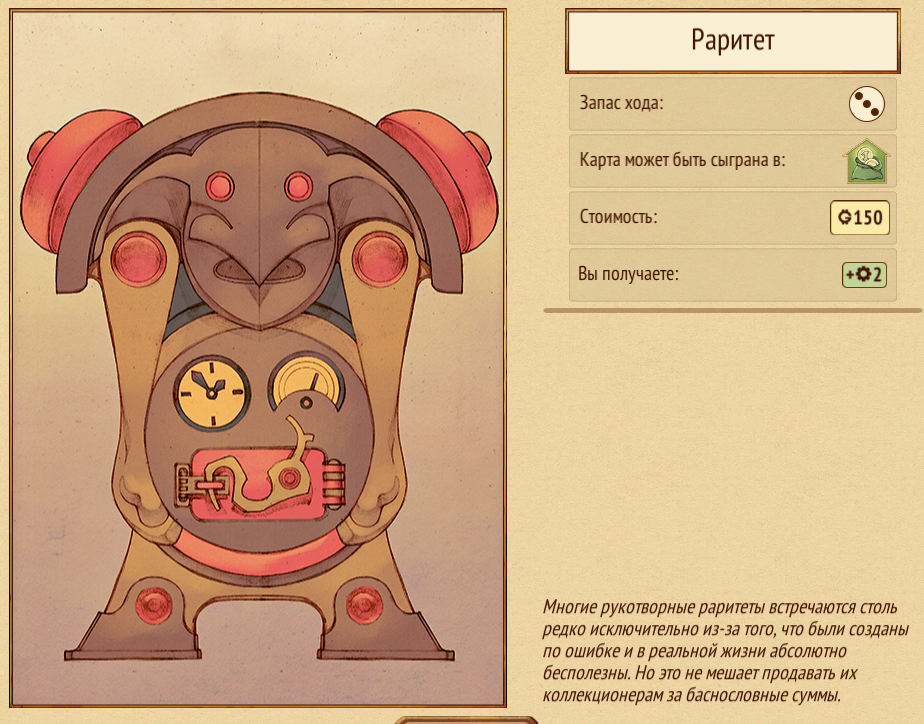 Раритет
Запас хода:
Карта может быть сыграна в:
Стоимость: 150
Вы получаете: +2
Многие рукотворные раритеты встречаются столь
редко исключительно из-за того, что были созданы
по ошибке и в реальной жизни абсолютно
бесполезны. Но это не мешает продавать их
коллекционерам за баснословные суммы.